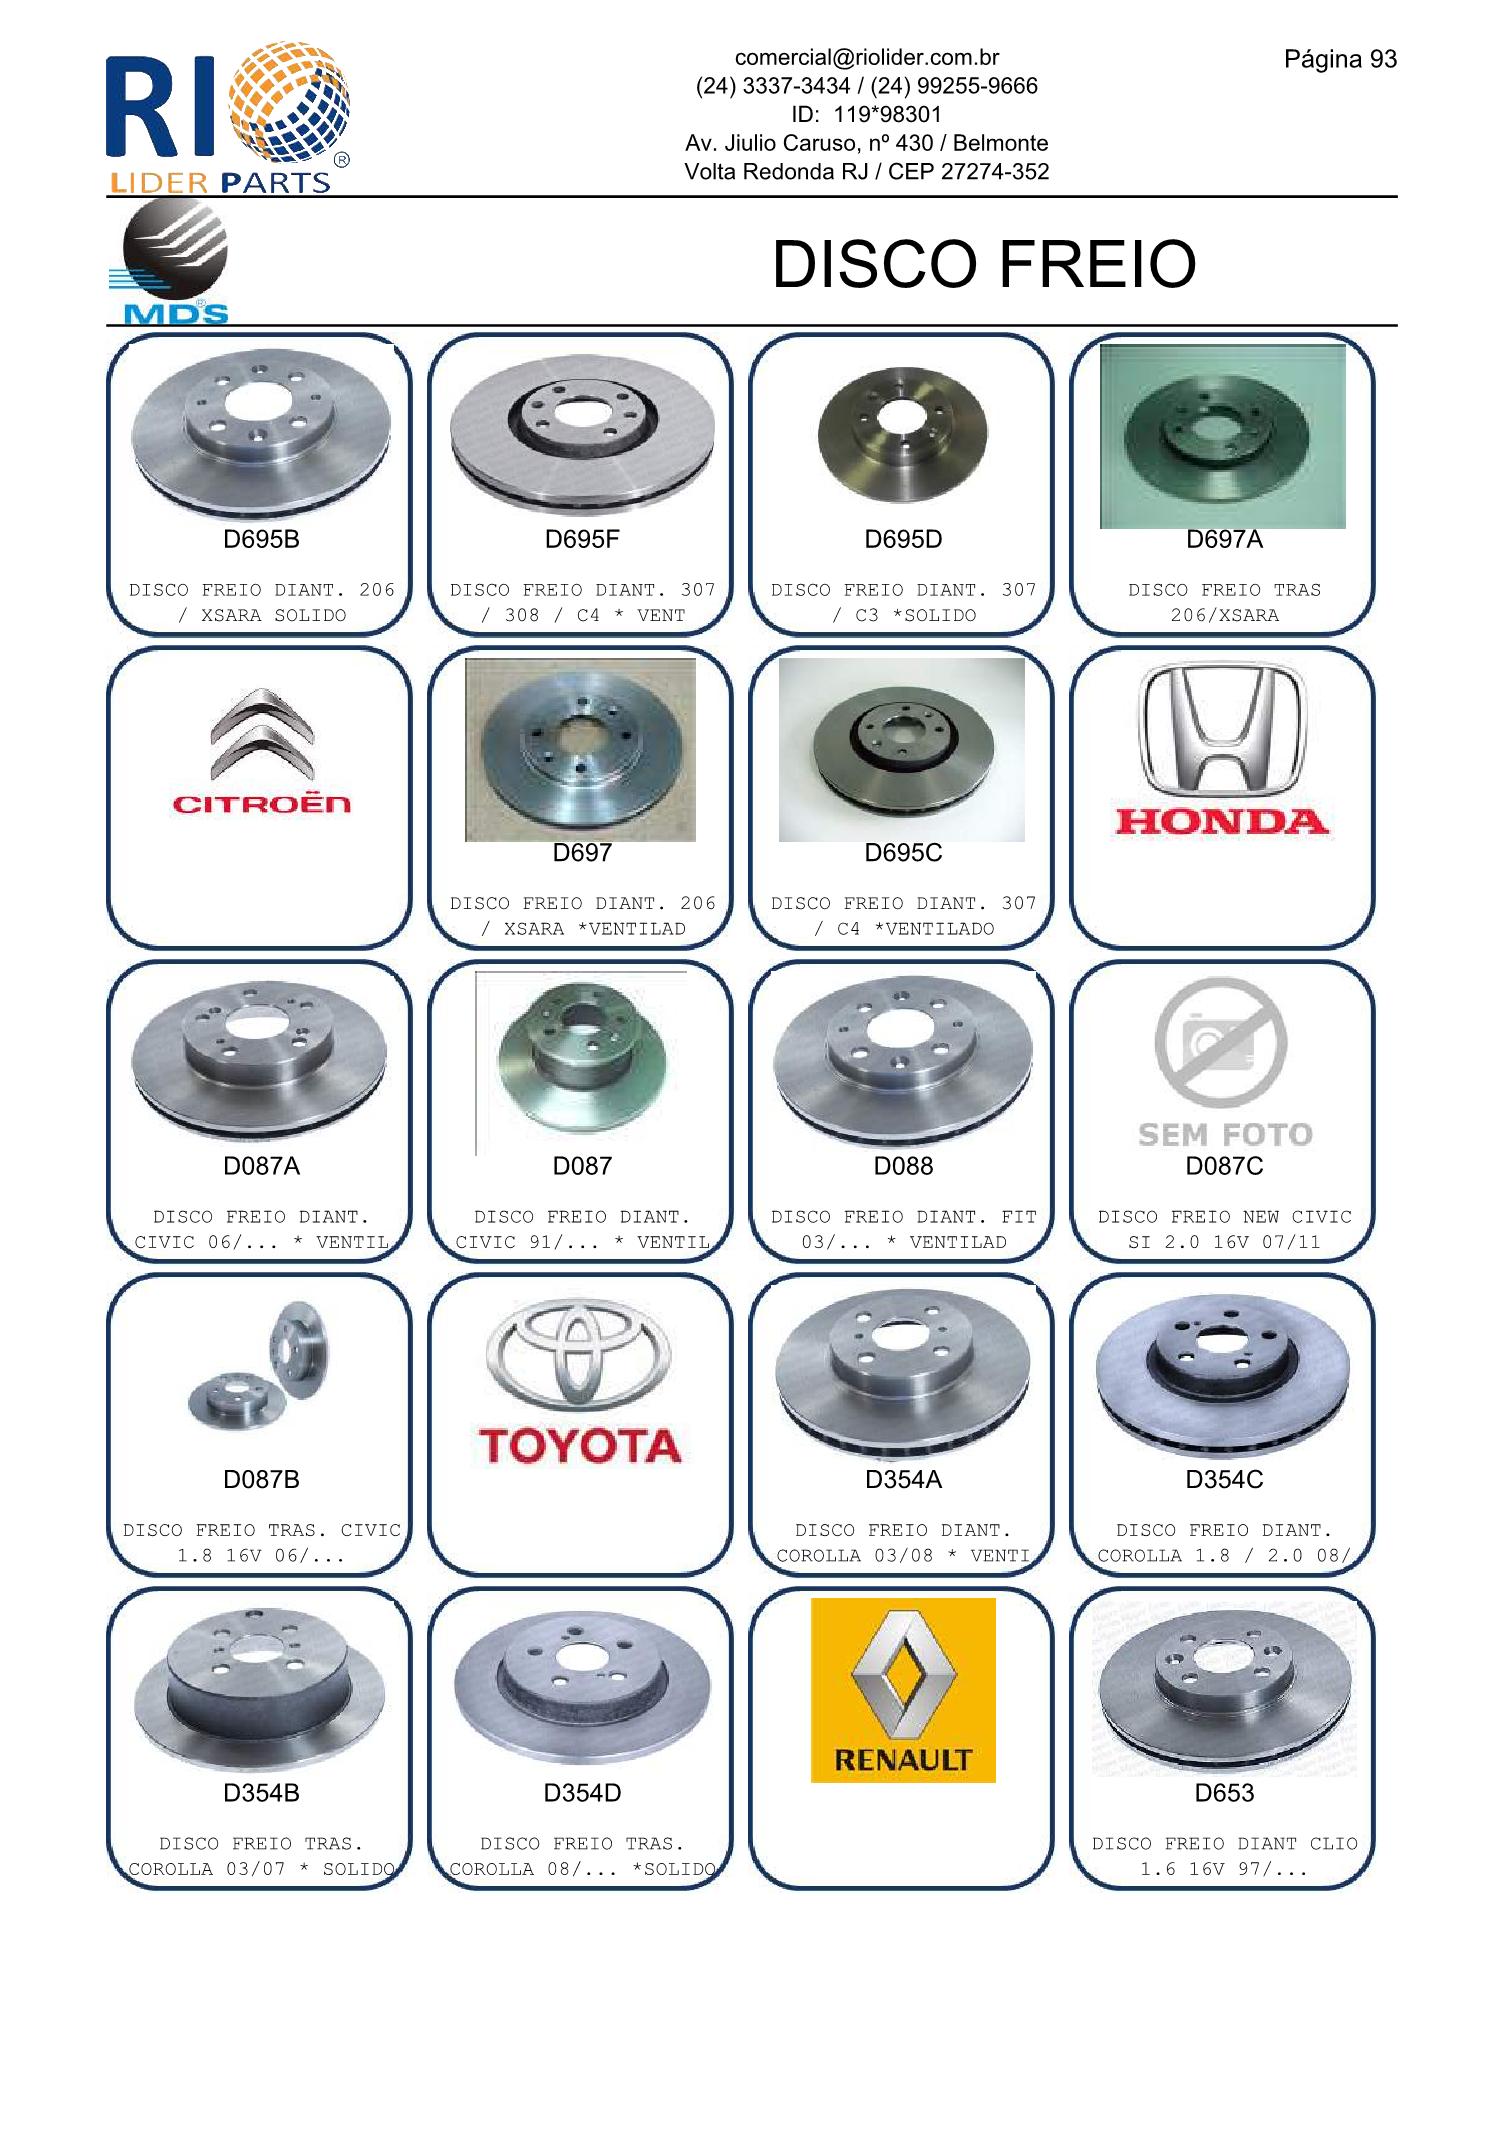 RIO
LIDER PARTS ®
comercial@riolider.com.br
(24) 3337-3434 / (24) 99255-9666
ID: 119*98301
Av. Jiulio Caruso, nº 430 / Belmonte
Volta Redonda RJ / CEP 27274-352
Página 93
MDS ®
DISCO FREIO
D695B
DISCO FREIO DIANT. 206
/ XSARA SOLIDO
D695F
DISCO FREIO DIANT. 307
/ 308 / C4 * VENT
D695D
DISCO FREIO DIANT. 307
/ C3 *SOLIDO
D697A
DISCO FREIO TRAS
206/XSARA
CITROËN
D697
DISCO FREIO DIANT. 206
/ XSARA *VENTILAD
D695C
DISCO FREIO DIANT. 307
/ C4 *VENTILADO
HONDA
D087A
DISCO FREIO DIANT.
CIVIC 06/... * VENTIL
D087
DISCO FREIO DIANT.
CIVIC 91/... * VENTIL
D088
DISCO FREIO DIANT. FIT
03/... * VENTILAD
SEM FOTO
D087C
DISCO FREIO NEW CIVIC
SI 2.0 16V 07/11
D087B
DISCO FREIO TRAS. CIVIC
1.8 16V 06/...
TOYOTA
D354A
DISCO FREIO DIANT.
COROLLA 03/08 * VENTI
D354C
DISCO FREIO DIANT.
COROLLA 1.8 / 2.0 08/
D354B
DISCO FREIO TRAS.
COROLLA 03/07 * SOLIDO
D354D
DISCO FREIO TRAS.
COROLLA 08/... *SOLIDO
RENAULT
D653
DISCO FREIO DIANT CLIO
1.6 16V 97/...